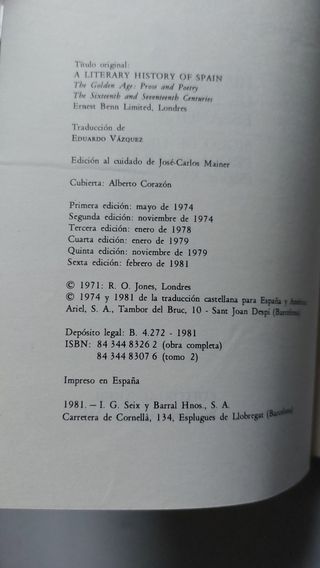 Título original:
A LITERARY HISTORY OF SPAIN
The Golden Age: Prose and Poetry
The Sixteenth and Seventeenth Centuries
Ernest Benn Limited, Londres
Traducción de
EDUARDO VÁZQUEZ
Edición al cuidado de José-Carlos Mainer
Cubierta: Alberto Corazón
Primera edición: mayo de 1974
Segunda edición: noviembre de 1974
Tercera edición: enero de 1978
Cuarta edición: enero de 1979
Quinta edición: noviembre de 1979
Sexta edición: febrero de 1981
© 1971: R. O. Jones, Londres
© 1974 y 1981 de la traducción castellana para España y América:
Ariel, S. A., Tambor del Bruc, 10 - Sant Joan Despí (Barcelona)
Depósito legal: B. 4.272 - 1981
ISBN: 84 344 8326 2 (obra completa)
84 344 8307 6 (tomo 2)
Impreso en España
1981. — I. G. Seix y Barral Hnos., S. A.
Carretera de Cornellà, 134, Esplugues de Llobregat (Barcelona)